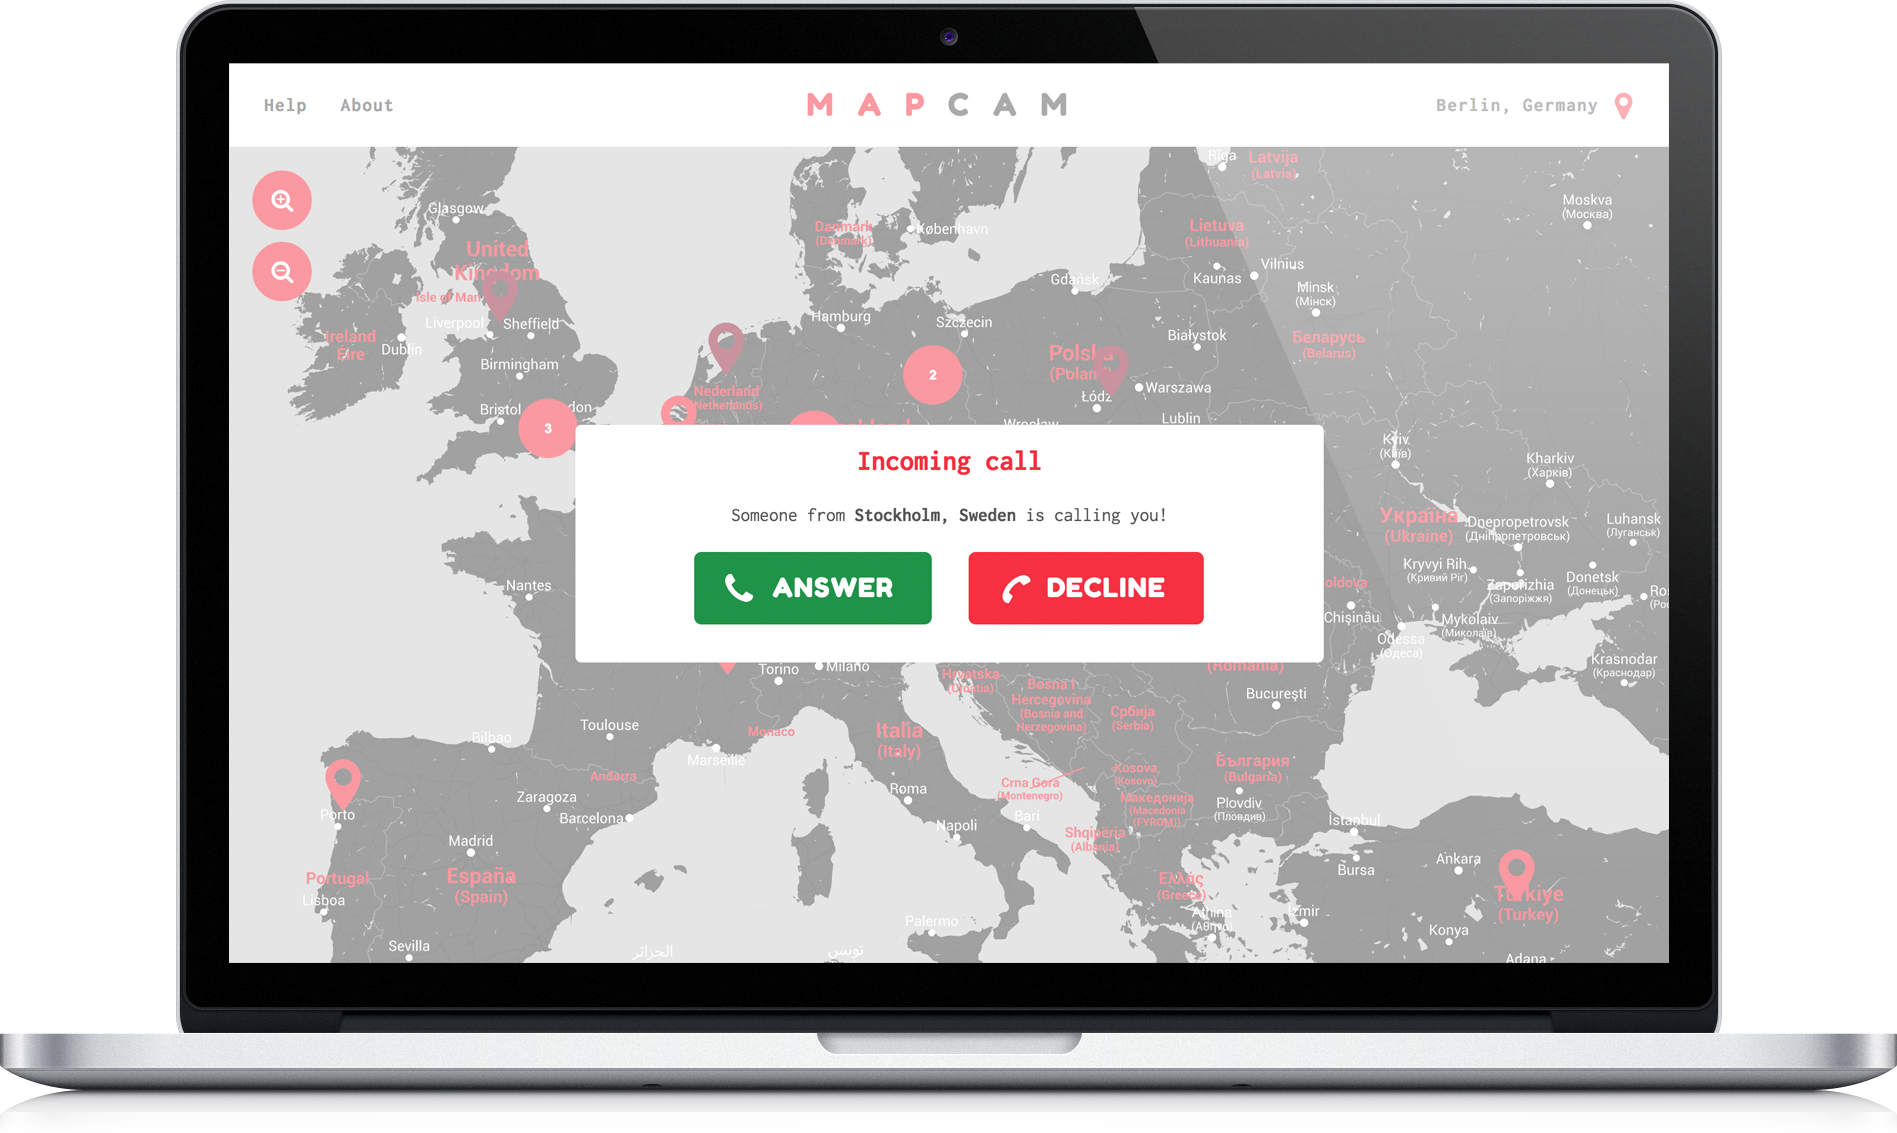 Help
About
MAPCAM
Berlin, Germany
Rīga
Latvija
(Latvia)
Moskva
(Москва)
Glasgow
United
Kingdom
Danmark
(Danmark)
København
Lietuva
(Lithuania)
Vilnius
Kaunas
Gdańsk
Minsk
(Мінск)
Isle of Man
Liverpool
Sheffield
Hamburg
Szczecin
Białystok
Беларусь
(Belarus)
Ireland
Éire
Dublin
Birmingham
Polska
2
Warszawa
Nederland
Netherlands)
Łódź
Bristol
don
3
Wrocław
Lublin
Kyiv
(Київ)
Kharkiv
(Харків)
Incoming call
Someone from Stockholm, Sweden is calling you!
ANSWER
DECLINE
Україна
(Ukraine)
Dnepropetrovsk
(Дніпропетровськ)
Luhansk
(Луганськ)
Kryvyi Rih
(Кривий Ріг)
Zaporizhia
(Запоріжжя)
Donetsk
(Донецьк)
Nantes
oldova
Chișinău
Mykolaiv
(Миколаїв)
Odessa
(Одеса)
Krasnodar
(Краснодар)
Torino
Milano
(Romania)
Hrvatska
(Croatia)
Bosna i
Hercegovina
(Bosnia and
Herzegovina)
Србија
(Serbia)
București
Toulouse
Monaco
Italia
(Italy)
Bilbao
Marseille
Andorra
България
(Bulgaria)
Kosova
(Kosovo)
Crna Gora
(Montenegro)
Roma
Zaragoza
Barcelona
Porto
Македонија
(Macedonia
(FYROM))
Plovdiv
(Пловдив)
Bari
Napoli
İstanbul
Shqipëria
(Albania)
Madrid
Ankara
Bursa
Portugal
España
(Spain)
Ελλάς
(Greece)
Türkiye
(Turkey)
Lisboa
Athina
(Αθήνα)
İzmir
Palermo
Konya
Sevilla
الجزائر
تونس
Adana